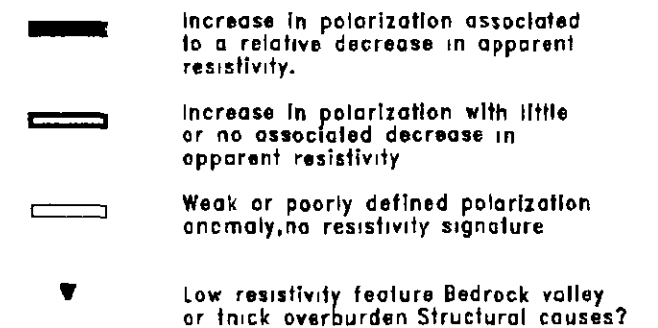 Increase in polarization associated
to a relative decrease in apparent
resistivity.
Increase in polarization with little
or no associated decrease in
apparent resistivity
Weak or poorly defined polarization
anomaly,no resistivity signature
Low resistivity feature Bedrock valley
or thick overburden Structural causes?